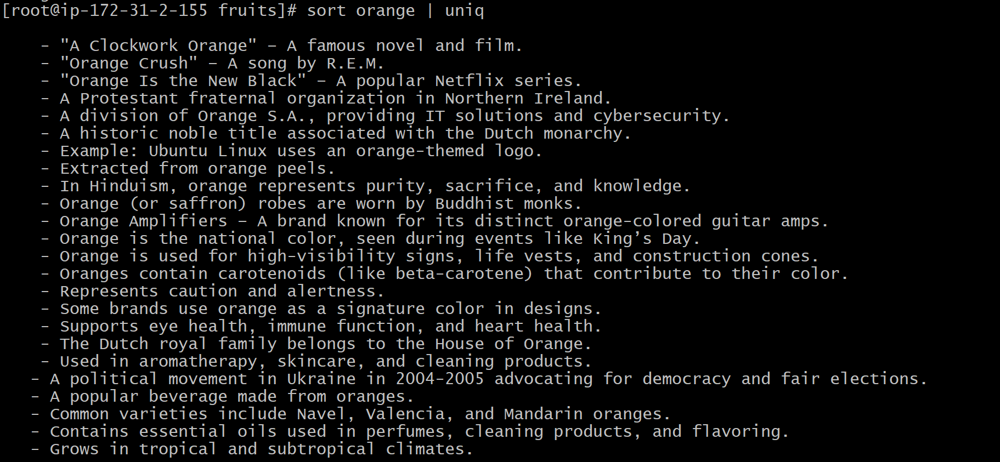 [root@ip-172-31-2-155 fruits]# sort orange | uniq
- "A Clockwork Orange" – A famous novel and film.
- "Orange Crush" – A song by R.E.M.
- "Orange Is the New Black" – A popular Netflix series.
- A Protestant fraternal organization in Northern Ireland.
- A division of Orange S.A., providing IT solutions and cybersecurity.
- A historic noble title associated with the Dutch monarchy.
- Example: Ubuntu Linux uses an orange-themed logo.
- Extracted from orange peels.
- In Hinduism, orange represents purity, sacrifice, and knowledge.
- Orange (or saffron) robes are worn by Buddhist monks.
- Orange Amplifiers – A brand known for its distinct orange-colored guitar amps.
- Orange is the national color, seen during events like King’s Day.
- Orange is used for high-visibility signs, life vests, and construction cones.
- Oranges contain carotenoids (like beta-carotene) that contribute to their color.
- Represents caution and alertness.
- Some brands use orange as a signature color in designs.
- Supports eye health, immune function, and heart health.
- The Dutch royal family belongs to the House of Orange.
- Used in aromatherapy, skincare, and cleaning products.
- A political movement in Ukraine in 2004-2005 advocating for democracy and fair elections.
- A popular beverage made from oranges.
- Common varieties include Navel, Valencia, and Mandarin oranges.
- Contains essential oils used in perfumes, cleaning products, and flavoring.
- Grows in tropical and subtropical climates.